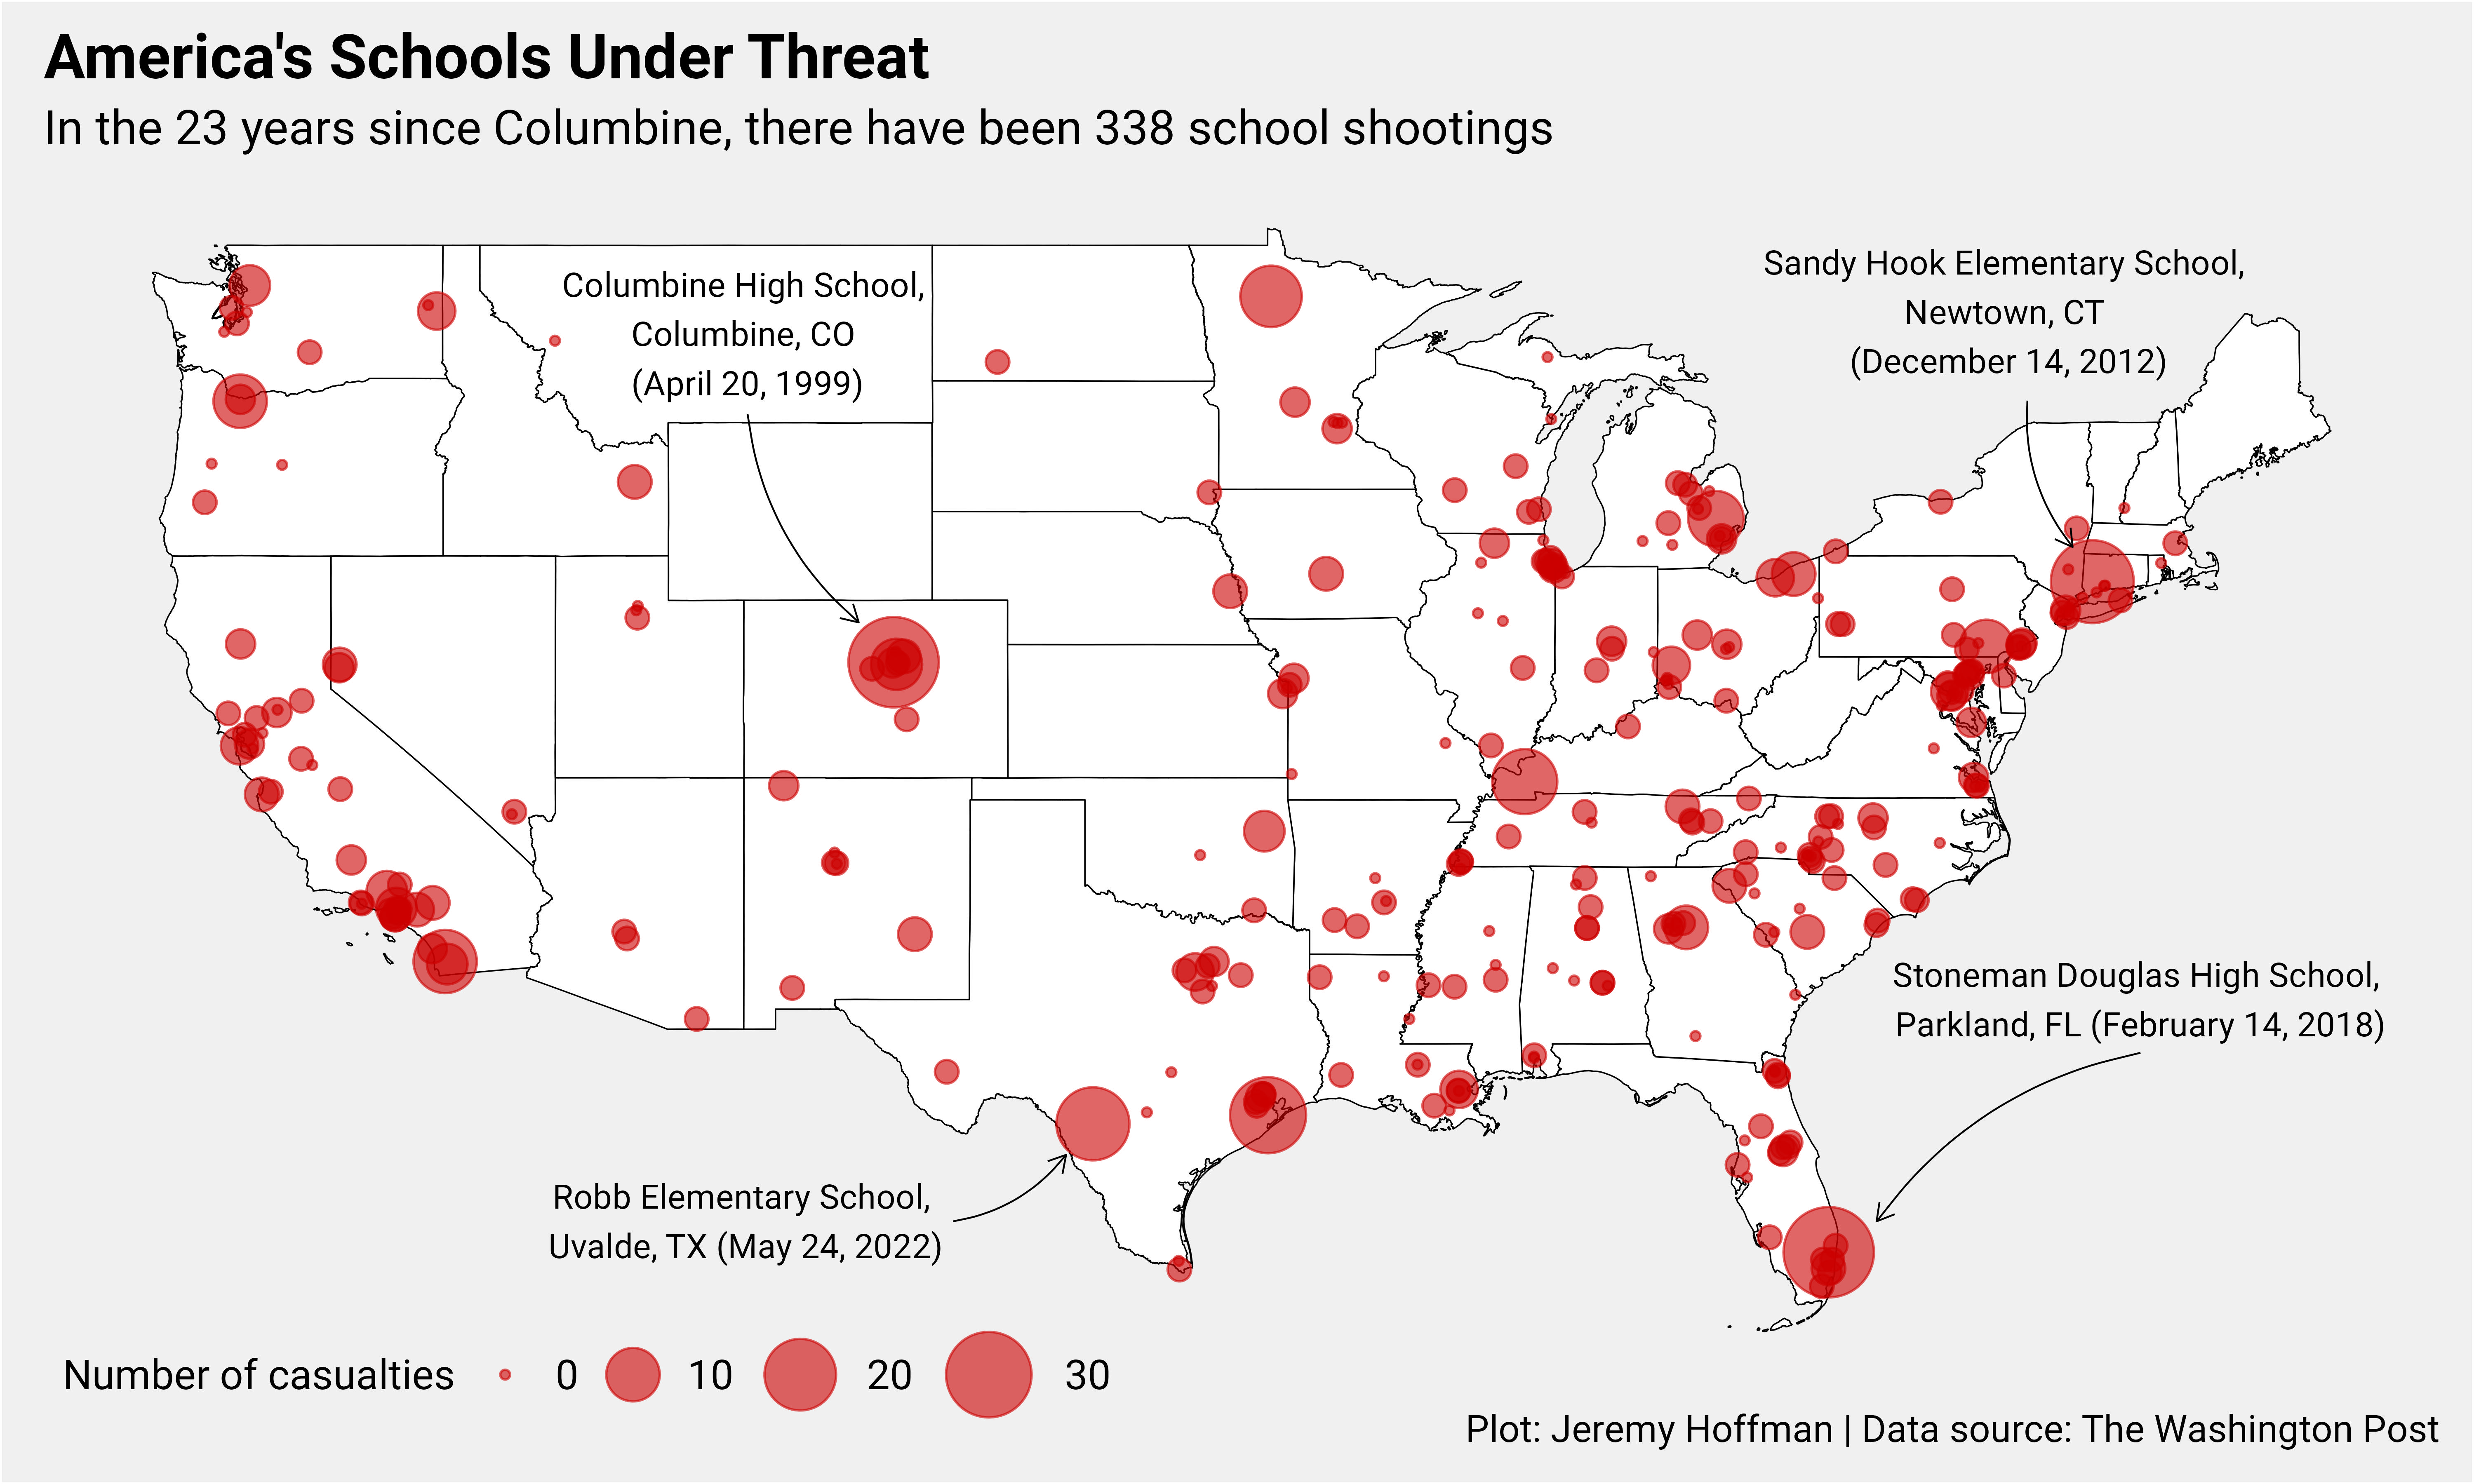 America's Schools Under Threat
In the 23 years since Columbine, there have been 338 school shootings
Columbine High School,
Columbine, CO
(April 20, 1999)
Sandy Hook Elementary School,
Newtown, CT
(December 14, 2012)
Stoneman Douglas High School,
Parkland, FL (February 14, 2018)
Robb Elementary School,
Uvalde, TX (May 24, 2022)
Number of casualties 0 10 20 30
Plot: Jeremy Hoffman | Data source: The Washington Post